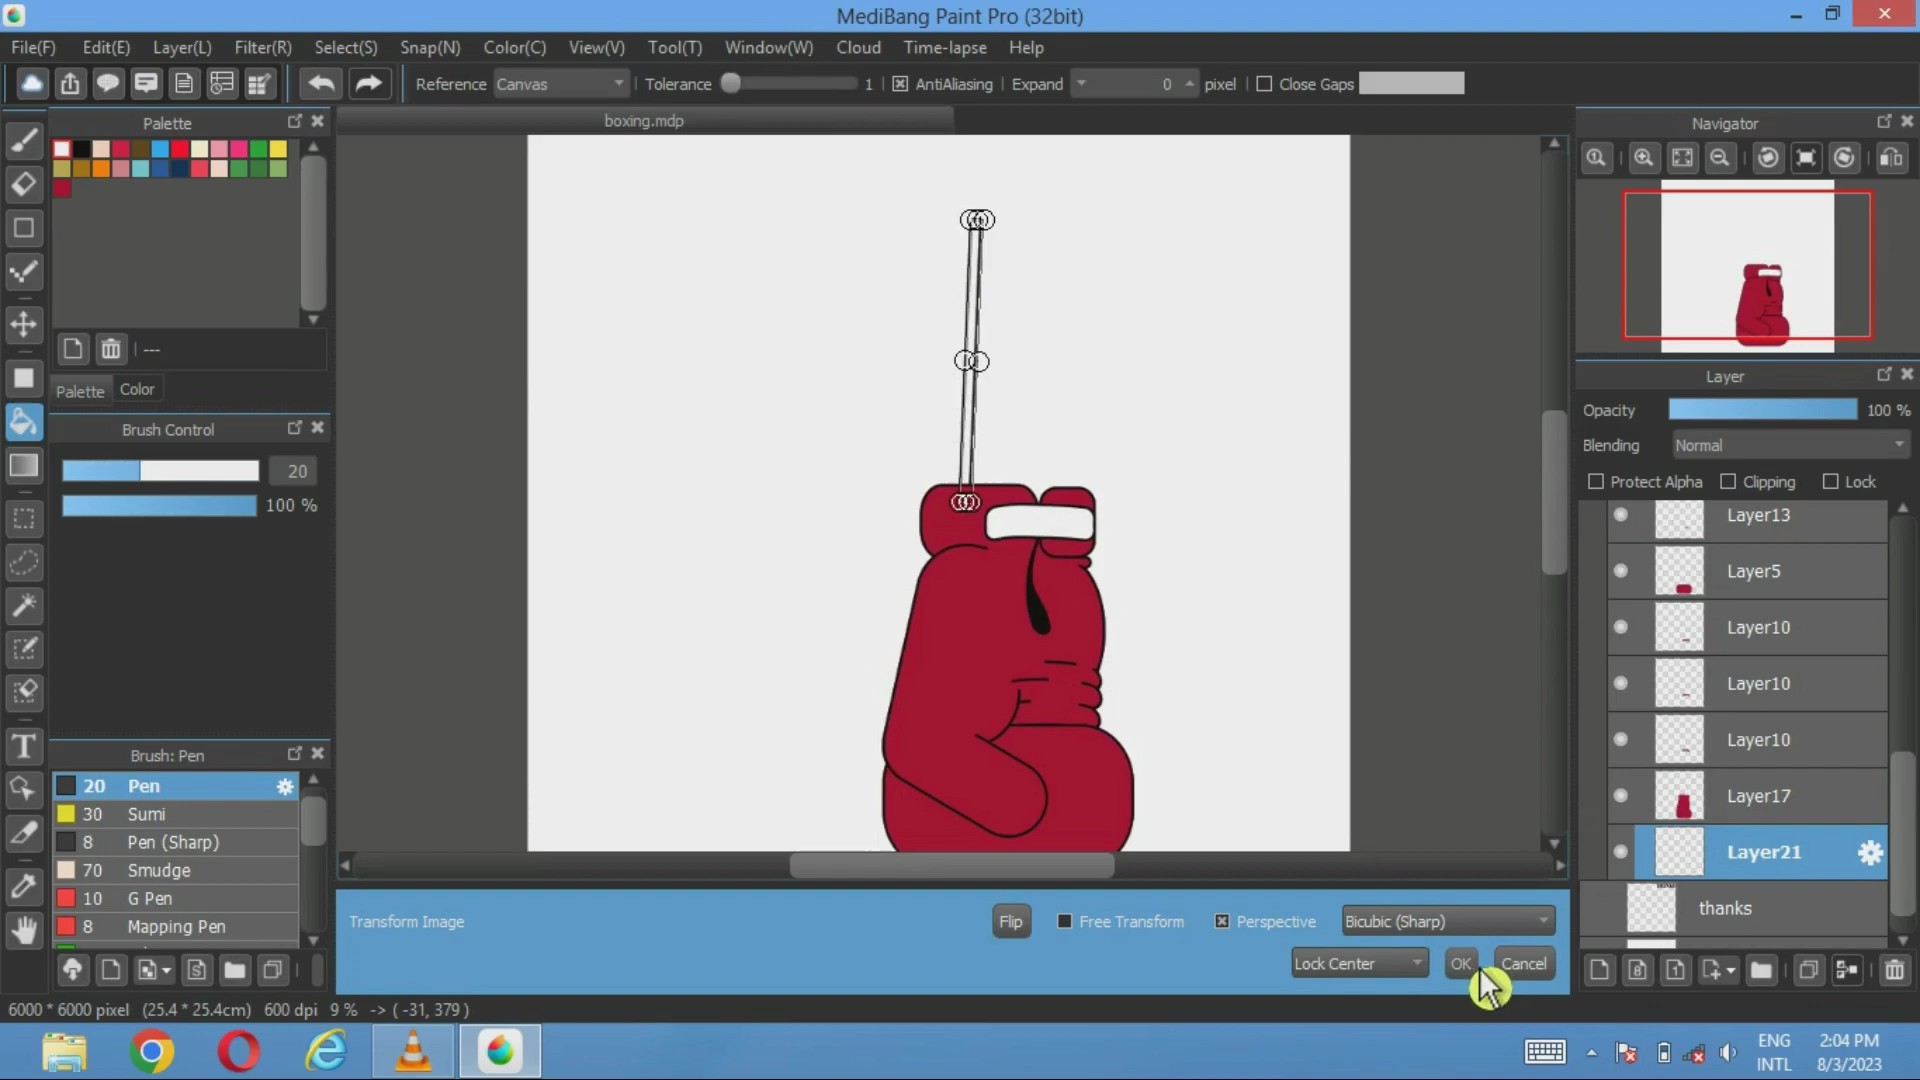 MediBang Paint Pro (32bit)
File(F) Edit(E) Layer(L) Filter(R) Select(S) Snap(N) Color(C) View(V) Tool(T) Window(W) Cloud Time-lapse Help
Reference Canvas Tolerance 1 AntiAliasing Expand 0 pixel Close Gaps
Palette
boxing.mdp
Navigator
---
Palette Color
Brush Control
20
100 %
Layer
Opacity 100 %
Blending Normal
Protect Alpha Clipping Lock
Layer13
Layer5
Layer10
Layer10
Layer10
Layer17
Layer21
thanks
Brush: Pen
20 Pen
30 Sumi
8 Pen (Sharp)
70 Smudge
10 G Pen
8 Mapping Pen
Transform Image Flip Free Transform Perspective Bicubic (Sharp)
Lock Center OK Cancel
6000 * 6000 pixel (25.4 * 25.4cm) 600 dpi 9 % -> ( -31, 379 )
ENG
INTL
2:04 PM
8/3/2023